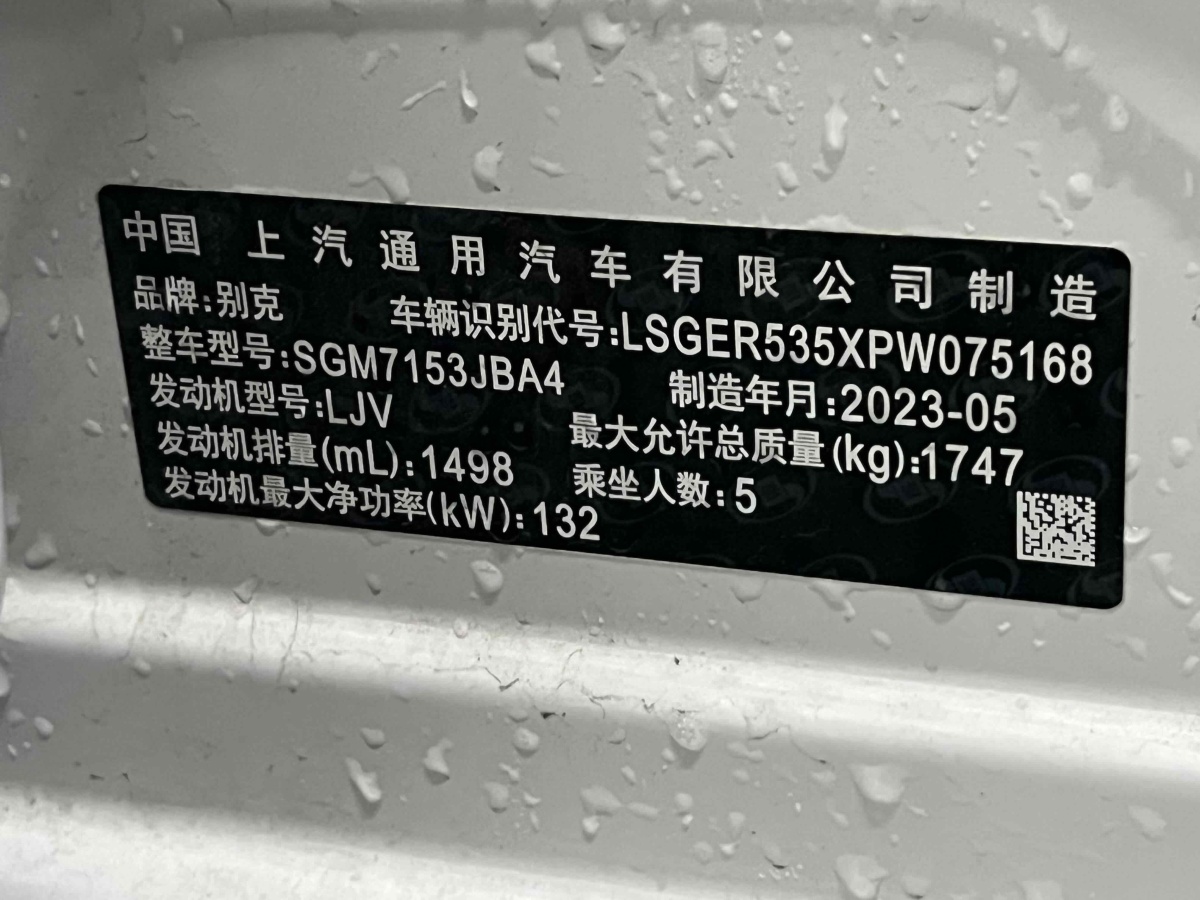 中国 上汽通用汽车有限公司制造
品牌:别克 车辆识别代号:LSGER535XPW075168
整车型号:SGM7153JBA4 制造年月:2023-05
发动机型号:LJV 最大允许总质量(kg):1747
发动机排量(mL):1498 乘坐人数:5
发动机最大净功率(kW):132